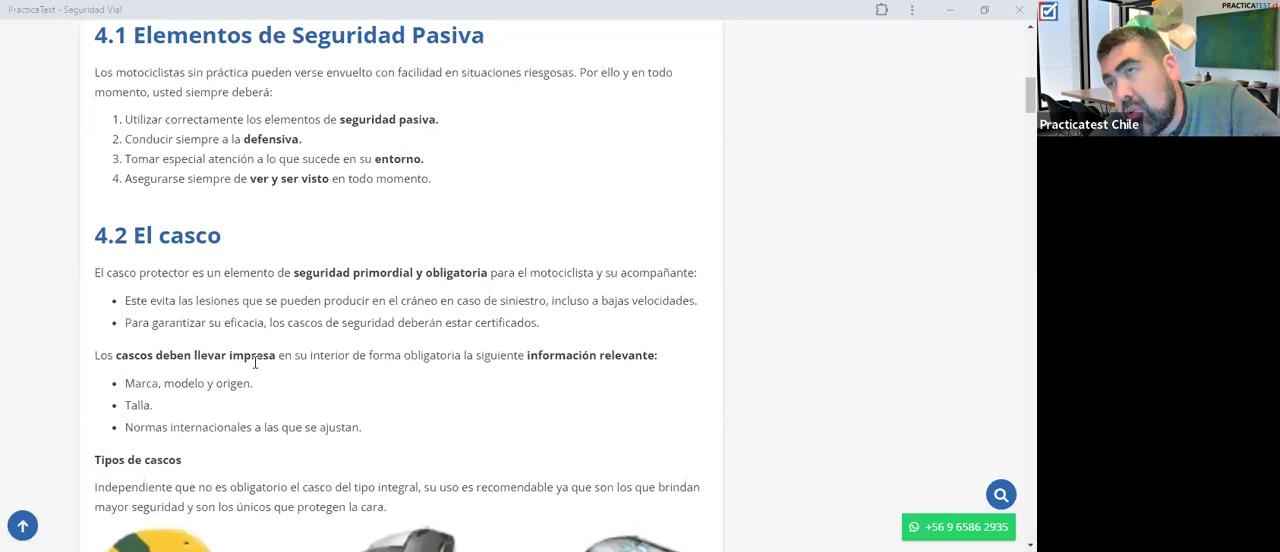 PracticaTest - Seguridad Vial
PRACTICATEST.cl
4.1 Elementos de Seguridad Pasiva
Los motociclistas sin práctica pueden verse envuelto con facilidad en situaciones riesgosas. Por ello y en todo
momento, usted siempre deberá:
1. Utilizar correctamente los elementos de seguridad pasiva.
2. Conducir siempre a la defensiva.
3. Tomar especial atención a lo que sucede en su entorno.
4. Asegurarse siempre de ver y ser visto en todo momento.
Practicatest Chile
4.2 El casco
El casco protector es un elemento de seguridad primordial y obligatoria para el motociclista y su acompañante:
• Este evita las lesiones que se pueden producir en el cráneo en caso de siniestro, incluso a bajas velocidades.
• Para garantizar su eficacia, los cascos de seguridad deberán estar certificados.
Los cascos deben llevar impresa en su interior de forma obligatoria la siguiente información relevante:
• Marca, modelo y origen.
• Talla.
• Normas internacionales a las que se ajustan.
Tipos de cascos
Independiente que no es obligatorio el casco del tipo integral, su uso es recomendable ya que son los que brindan
mayor seguridad y son los únicos que protegen la cara.
+56 9 6586 2935